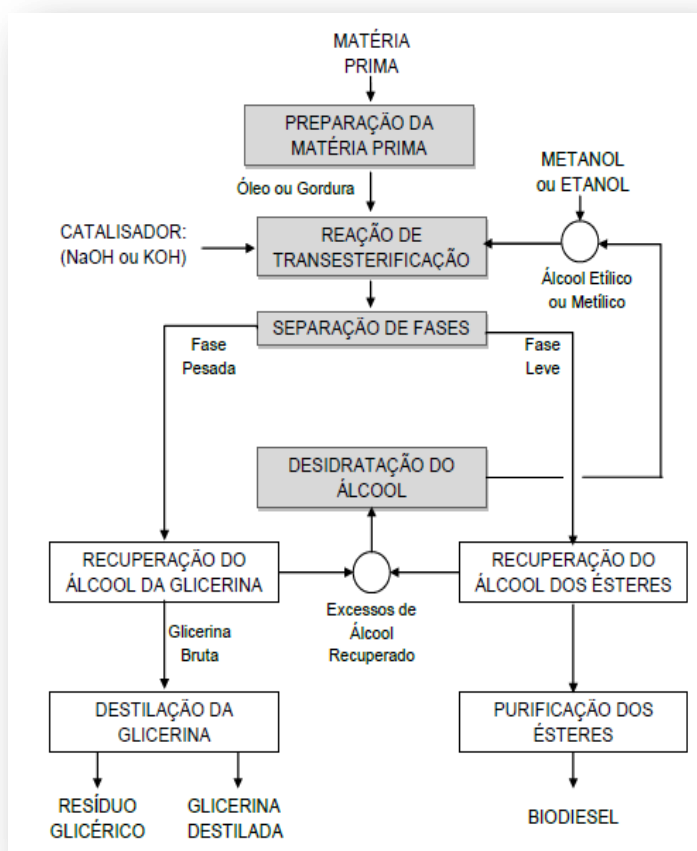 MATÉRIA
PRIMA
PREPARAÇÃO DA
MATÉRIA PRIMA
METANOL
ou ETANOL
Óleo ou Gordura
CATALISADOR:
(NaOH ou KOH)
REAÇÃO DE
TRANSESTERIFICAÇÃO
Álcool Etílico
ou Metílico
SEPARAÇÃO DE FASES
Fase
Pesada
Fase
Leve
DESIDRATAÇÃO DO
ÁLCOOL
RECUPERAÇÃO DO
ÁLCOOL DA GLICERINA
RECUPERAÇÃO DO
ÁLCOOL DOS ÉSTERES
Excessos de
Álcool
Recuperado
Glicerina
Bruta
DESTILAÇÃO DA
GLICERINA
PURIFICAÇÃO DOS
ÉSTERES
RESÍDUO
GLICÉRICO
GLICERINA
DESTILADA
BIODIESEL